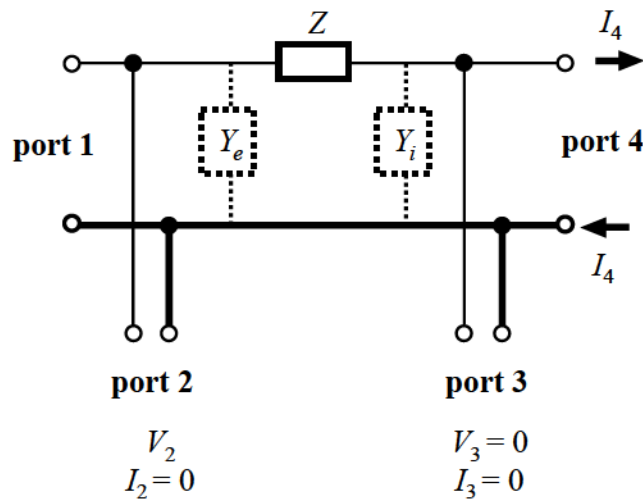 Z
I₄
port 1
Yₑ
Yᵢ
port 4
I₄
port 2
port 3
V₂
V₃ = 0
I₂ = 0
I₃ = 0